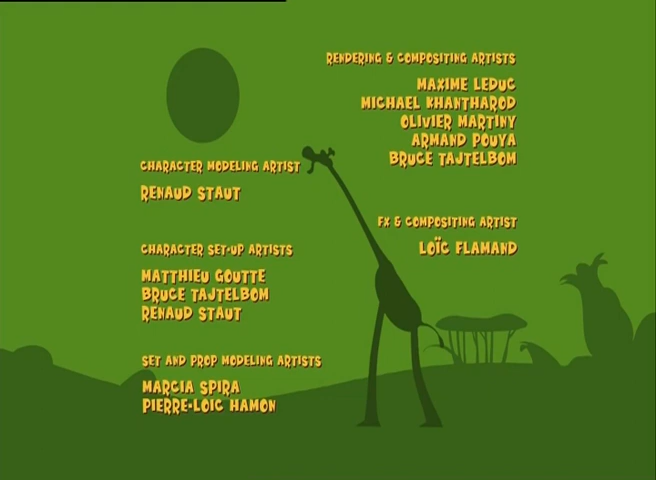 CHARACTER MODELING ARTIST
RENAUD STAUT
CHARACTER SET-UP ARTISTS
MATTHIEU GOUTTE
BRUCE TAJTELBOM
RENAUD STAUT
SET AND PROP MODELING ARTISTS
MARCIA SPIRA
PIERRE-LOIC HAMON
RENDERING & COMPOSITING ARTISTS
MAXIME LEDUC
MICHAEL KHANTHAROD
OLIVIER MARTINY
ARMAND POUYA
BRUCE TAJTELBOM
FX & COMPOSITING ARTIST
LOÏC FLAMAND